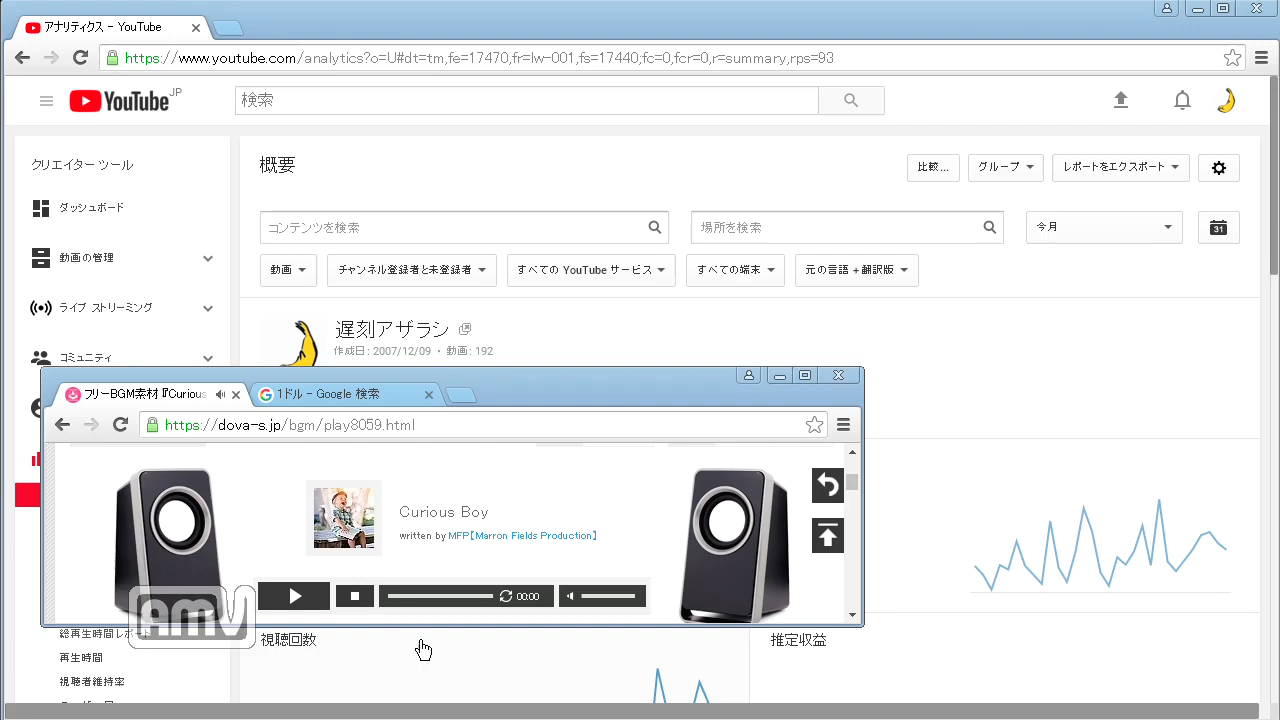 アナリティクス - YouTube
https://www.youtube.com/analytics?o=U#dt=tm,fe=17470,fr=lw-001,fs=17440,fc=0,fcr=0,r=summary,rps=93
YouTube JP
検索
クリエイター ツール
概要
比較...
グループ
レポートをエクスポート
ダッシュボード
コンテンツを検索
場所を検索
今月
31
動画の管理
動画
チャンネル登録者と未登録者
すべての YouTube サービス
すべての端末
元の言語 + 翻訳版
ライブ ストリーミング
遅刻アザラシ
作成日: 2007/12/09 ・ 動画: 192
コミュニティ
フリーBGM素材『Curious
1ドル - Google 検索
https://dova-s.jp/bgm/play8059.html
Curious Boy
written by MFP【Marron Fields Production】
00:00
AMV
総再生時間レポート
視聴回数
推定収益
再生時間
視聴者維持率